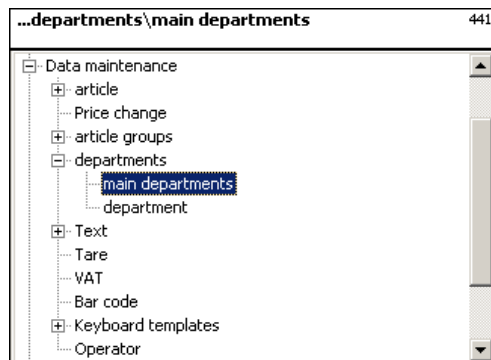 ...departments\main departments 441
Data maintenance
article
Price change
article groups
departments
main departments
department
Text
Tare
VAT
Bar code
Keyboard templates
Operator